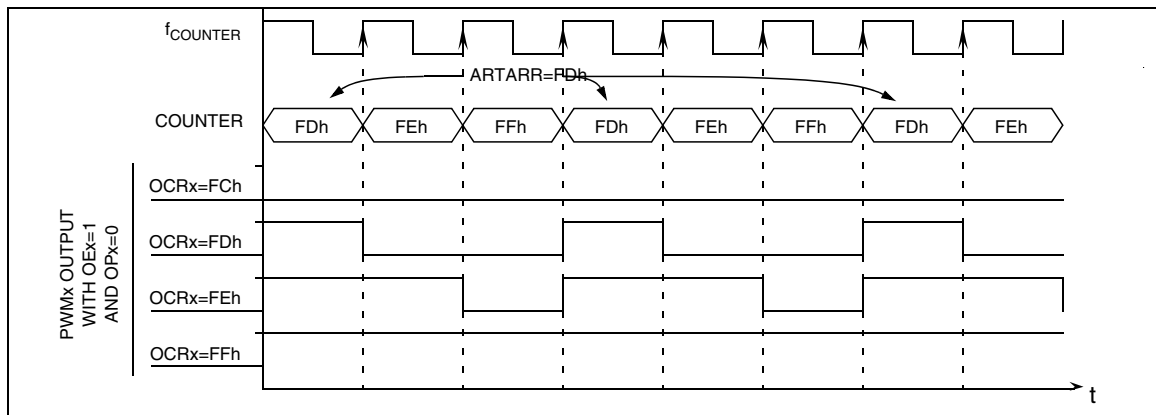 fCOUNTER
ARTARR=FDh
COUNTER
FDh FEh FFh FDh FEh FFh FDh FEh
PWMx OUTPUT
WITH OEx=1
AND OPx=0
OCRx=FCh
OCRx=FDh
OCRx=FEh
OCRx=FFh
t